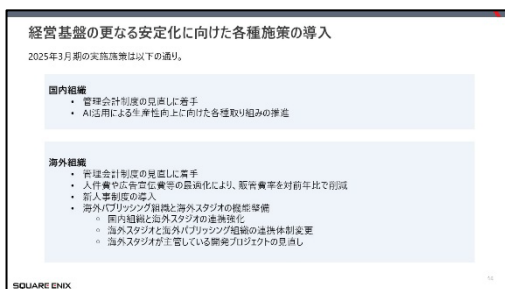 経営基盤の更なる安定化に向けた各種施策の導入
2025年3月期の実施施策は以下の通り。
国内組織
• 管理会計制度の見直しに着手
• AI活用による生産性向上に向けた各種取り組みの推進
海外組織
• 管理会計制度の見直しに着手
• 人件費や広告宣伝費等の最適化により、販管費率を対前年比で削減
• 新人事制度の導入
• 海外パブリッシング組織と海外スタジオの機能整備
○ 国内組織と海外スタジオの連携強化
○ 海外スタジオと海外パブリッシング組織の連携体制変更
○ 海外スタジオが主管している開発プロジェクトの見直し
SQUARE ENIX